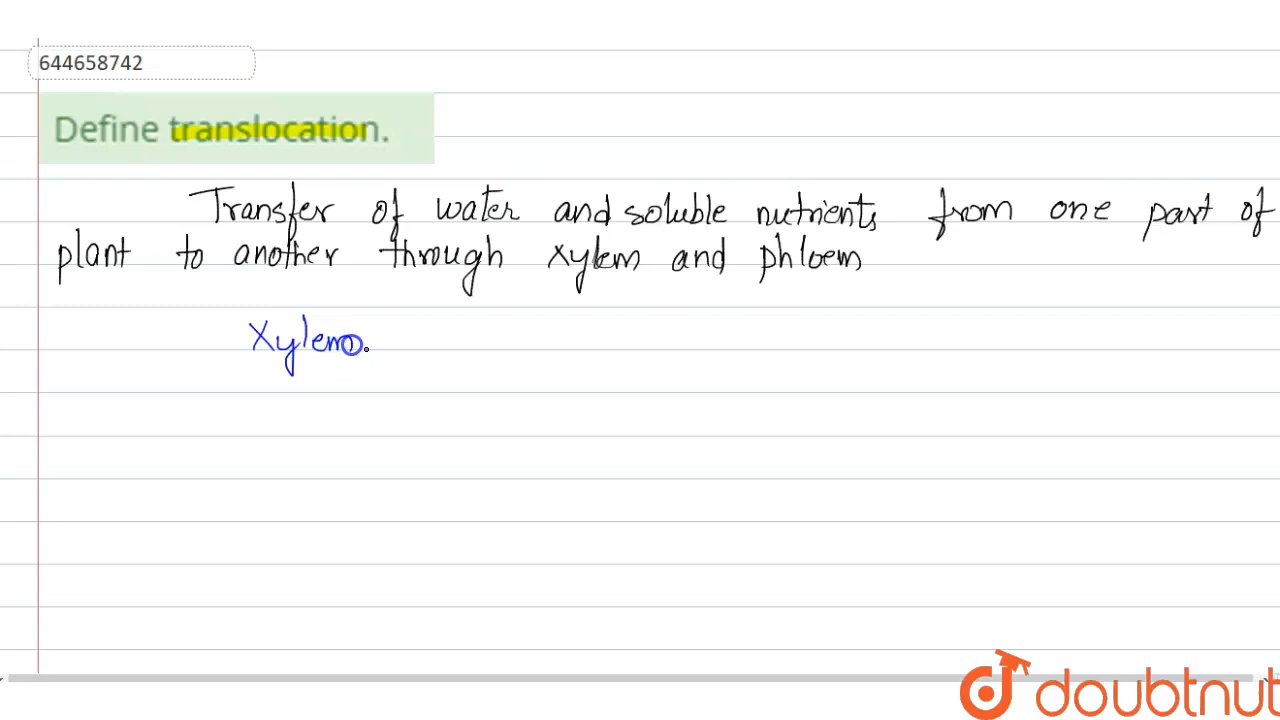 644658742
Define translocation.
Transfer of water and soluble nutrients from one part of
plant to another through xylem and phloem
Xylem
doubtnut